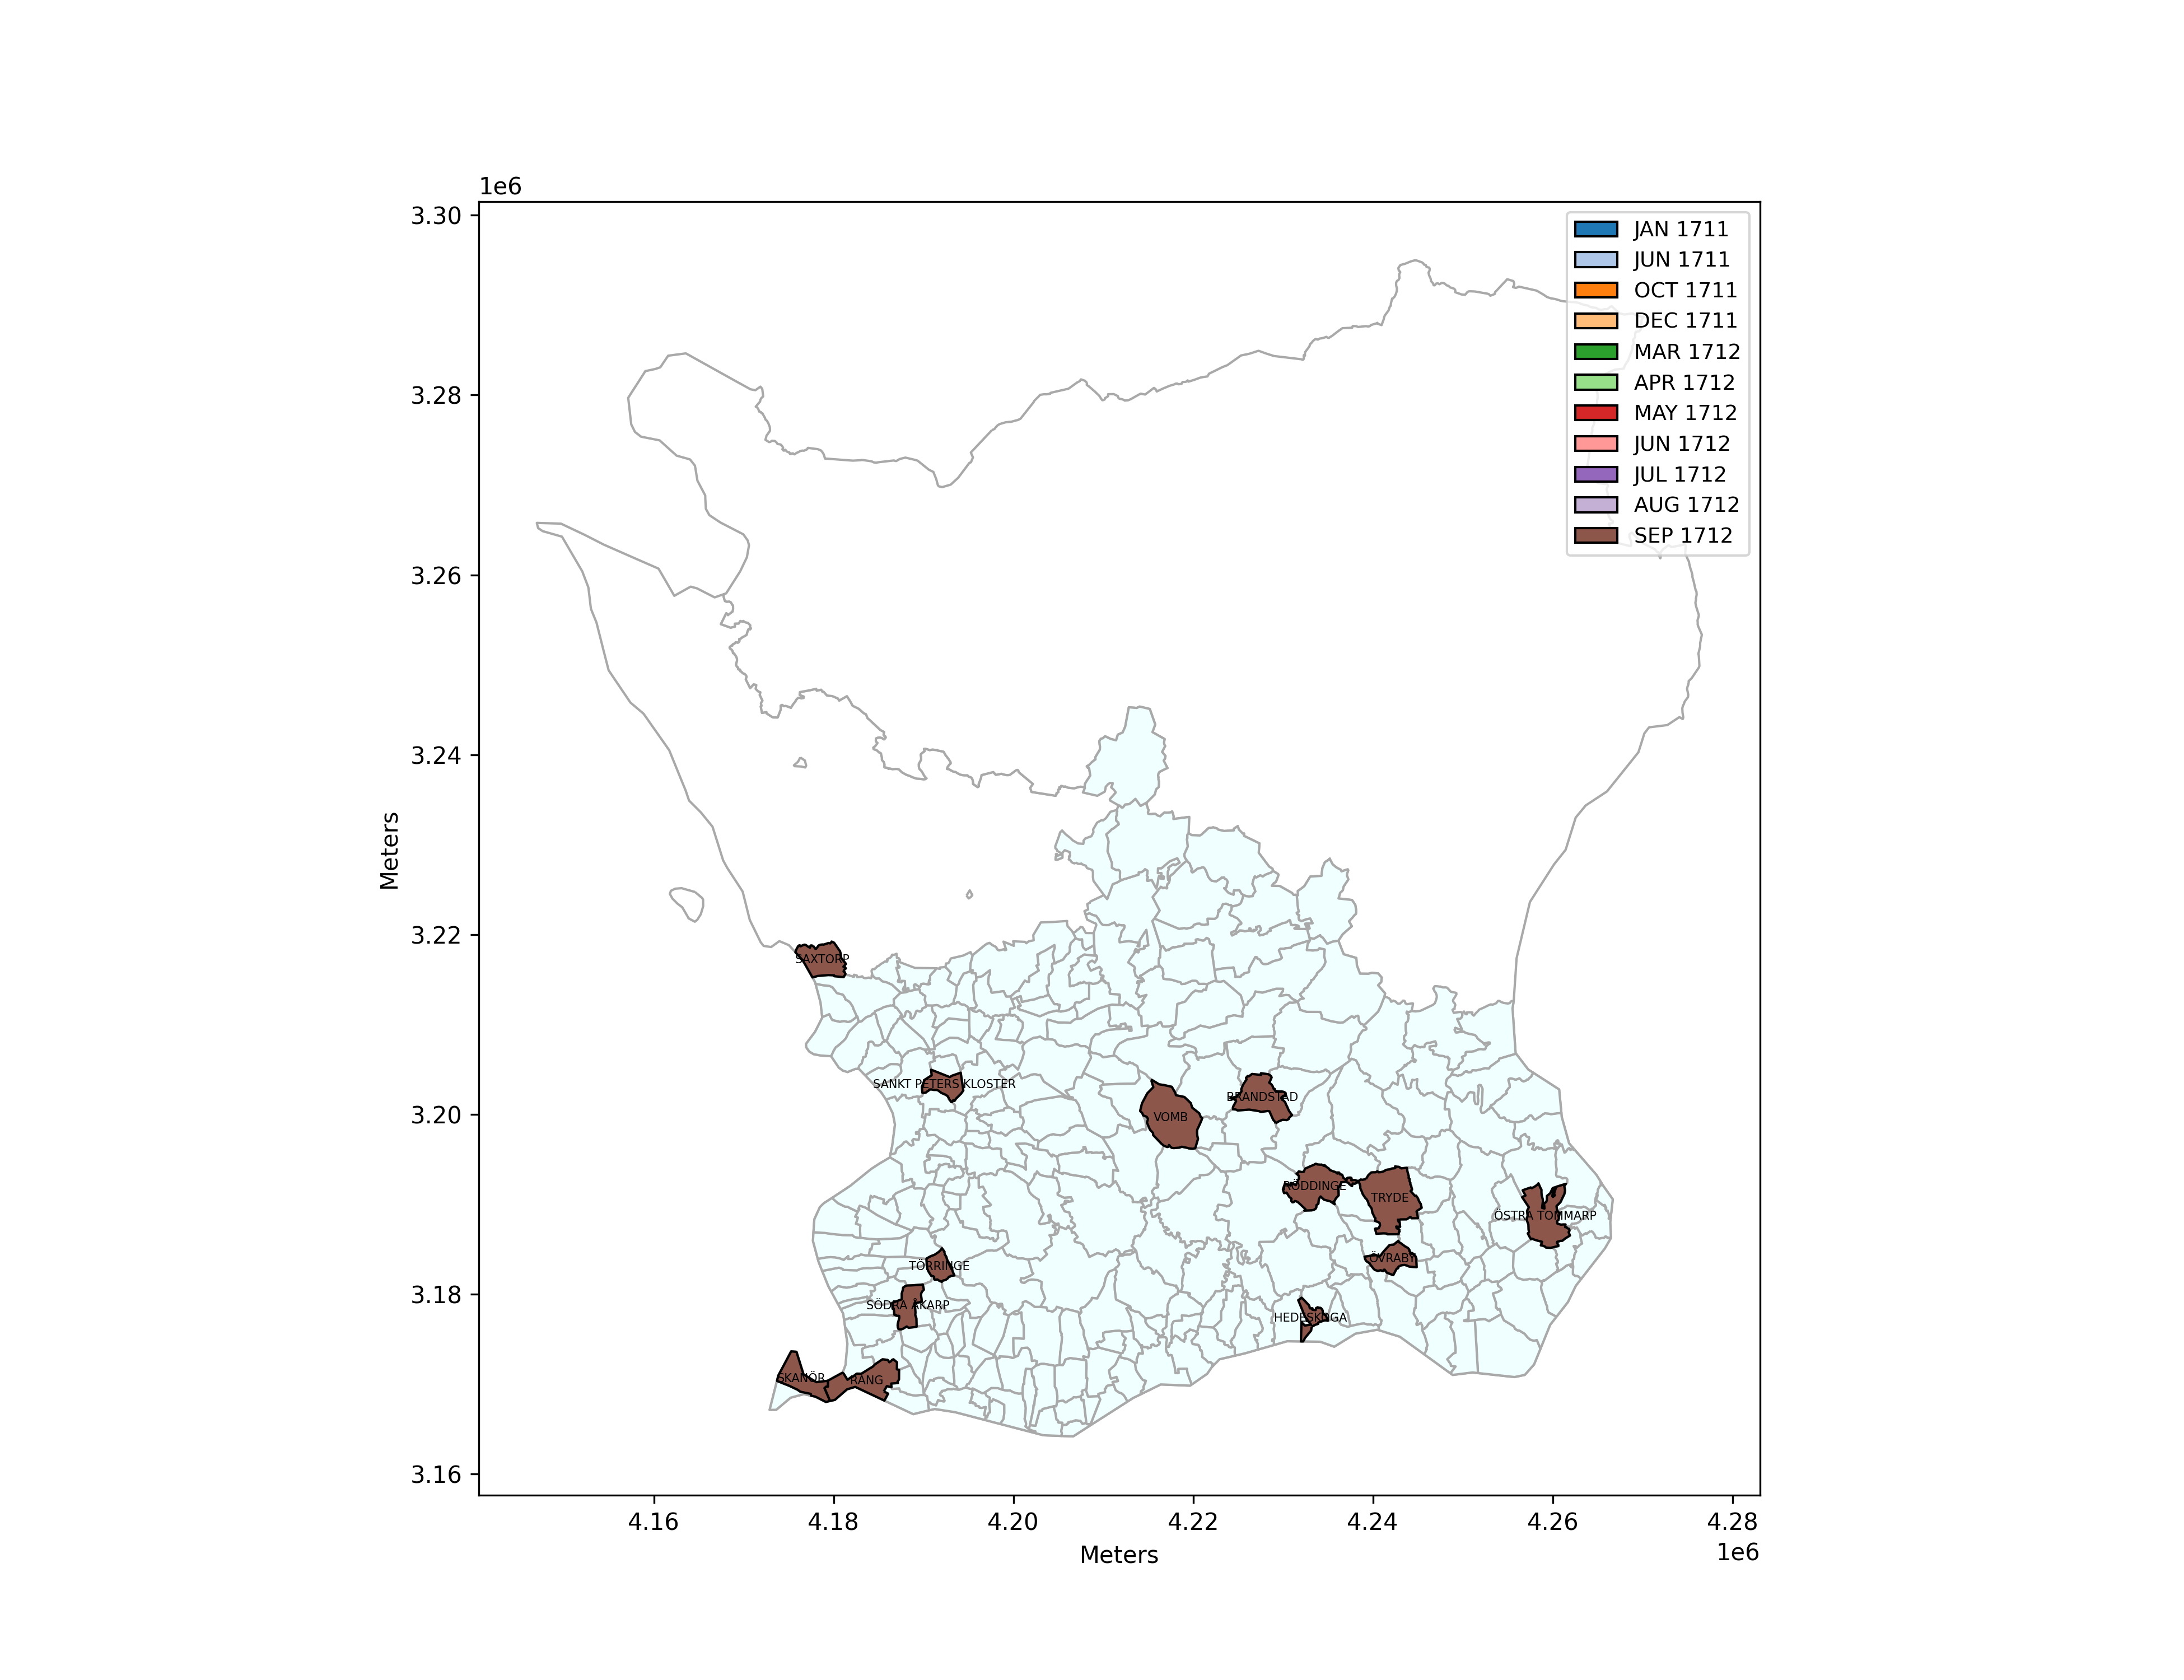 1e6
3.30
3.28
3.26
3.24
3.22
3.20
3.18
3.16
Meters
JAN 1711
JUN 1711
OCT 1711
DEC 1711
MAR 1712
APR 1712
MAY 1712
JUN 1712
JUL 1712
AUG 1712
SEP 1712
SAXTORP
SANKT PETERS KLOSTER
BRANDSTAD
VOMB
RÖDDINGE
TRYDE
ÖSTRA TOMMARP
ÖVRABY
TÖRRINGE
SÖDRA ÅKARP
HEDESKOGA
SKANÖR
RÄNG
4.16 4.18 4.20 4.22 4.24 4.26 4.28
Meters
1e6